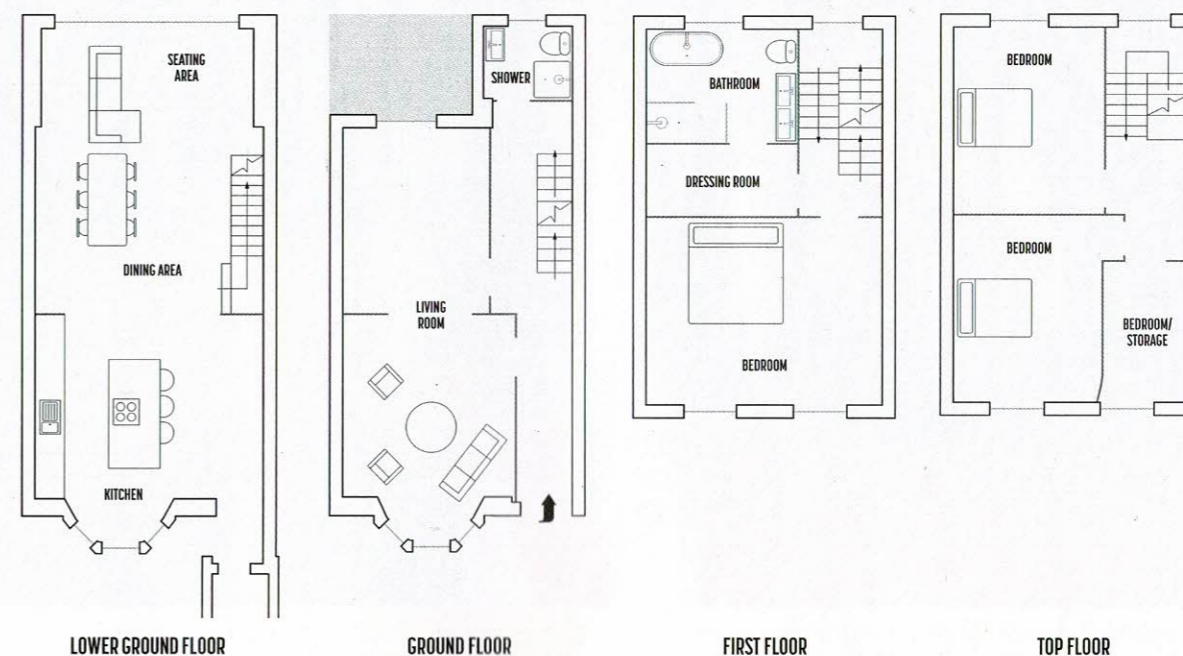 SEATING
AREA
DINING AREA
KITCHEN
LOWER GROUND FLOOR
SHOWER
LIVING
ROOM
GROUND FLOOR
BATHROOM
DRESSING ROOM
BEDROOM
FIRST FLOOR
BEDROOM
BEDROOM
BEDROOM/
STORAGE
TOP FLOOR